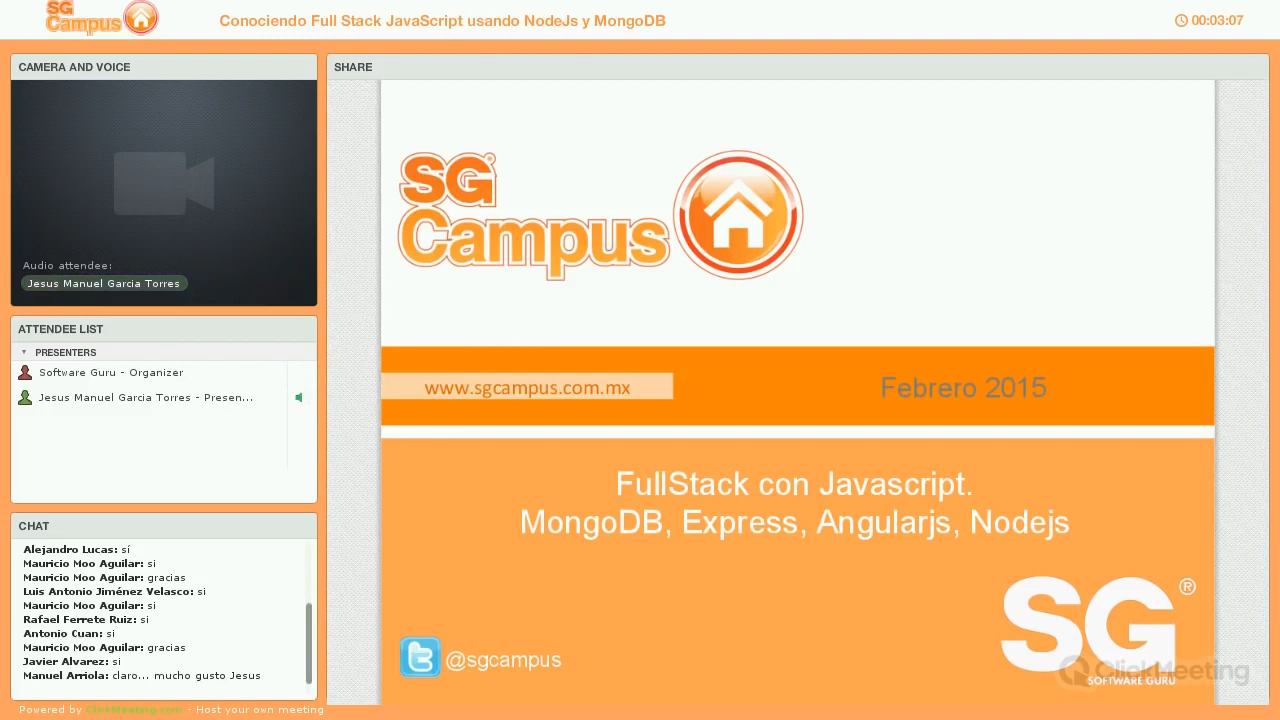 SG
Campus
Conociendo Full Stack JavaScript usando NodeJs y MongoDB
00:03:07
CAMERA AND VOICE
Audio attendee:
Jesus Manuel Garcia Torres
ATTENDEE LIST
PRESENTERS
Software Guru - Organizer
Jesus Manuel Garcia Torres - Presen...
CHAT
Alejandro Lucas: sí
Mauricio Moo Aguilar: si
Mauricio Moo Aguilar: gracias
Luis Antonio Jiménez Velasco: si
Mauricio Moo Aguilar: si
Rafael Ferrete Ruiz: si
Antonio Cuan: si
Mauricio Moo Aguilar: gracias
Javier Alvarez: si
Manuel Arriola: claro... mucho gusto Jesus
Powered by ClickMeeting.com - Host your own meeting
SHARE
SG®
Campus
www.sgcampus.com.mx
Febrero 2015
FullStack con Javascript.
MongoDB, Express, Angularjs, Nodejs
@sgcampus
SG®
SOFTWARE GURU
ClickMeeting